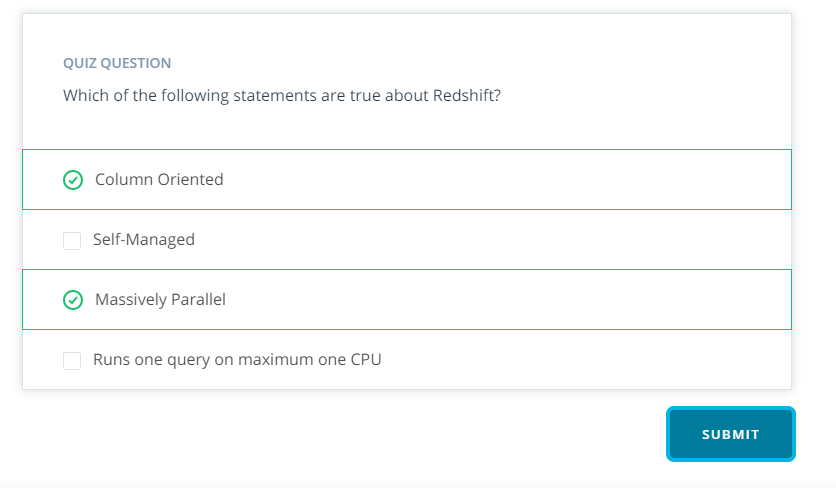 QUIZ QUESTION
Which of the following statements are true about Redshift?
Column Oriented
Self-Managed
Massively Parallel
Runs one query on maximum one CPU
SUBMIT